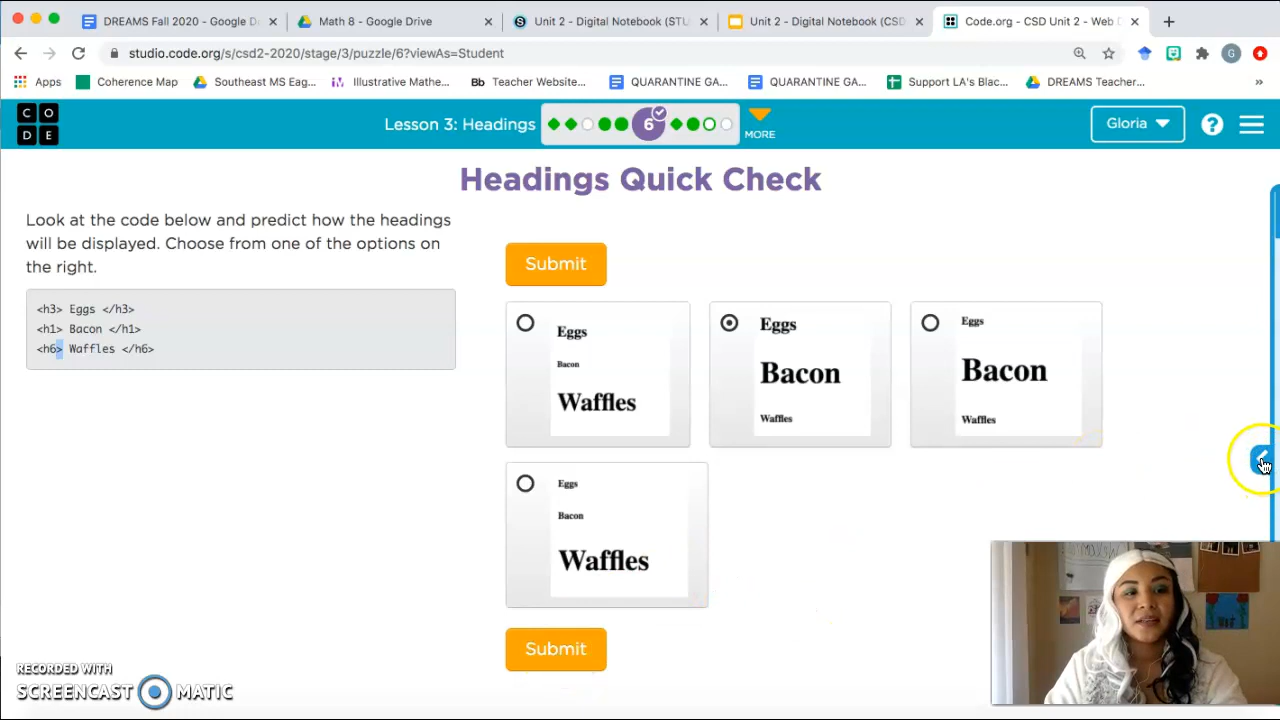 DREAMS Fall 2020 - Google D
Math 8 - Google Drive
Unit 2 - Digital Notebook (STU
Unit 2 - Digital Notebook (CSD
Code.org - CSD Unit 2 - Web D
studio.code.org/s/csd2-2020/stage/3/puzzle/6?viewAs=Student
G
Apps
Coherence Map
Southeast MS Eag...
Illustrative Mathe...
Bb Teacher Website...
QUARANTINE GA...
QUARANTINE GA...
Support LA's Blac...
DREAMS Teacher...
»
C O
D E
Lesson 3: Headings
6
MORE
Gloria
?
Headings Quick Check
Look at the code below and predict how the headings
will be displayed. Choose from one of the options on
the right.
<h3> Eggs </h3>
<h1> Bacon </h1>
<h6> Waffles </h6>
Submit
Eggs
Bacon
Waffles
Eggs
Bacon
Waffles
Eggs
Bacon
Waffles
Eggs
Bacon
Waffles
Submit
RECORDED WITH
SCREENCAST MATIC